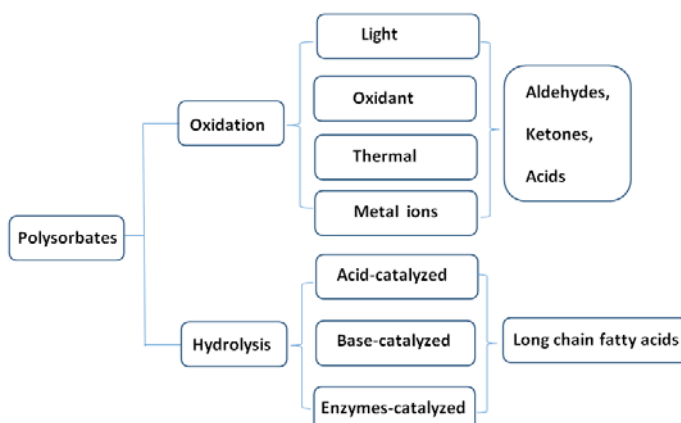 Polysorbates
Oxidation
Light
Oxidant
Thermal
Metal ions
Aldehydes,
Ketones,
Acids
Hydrolysis
Acid-catalyzed
Base-catalyzed
Enzymes-catalyzed
Long chain fatty acids